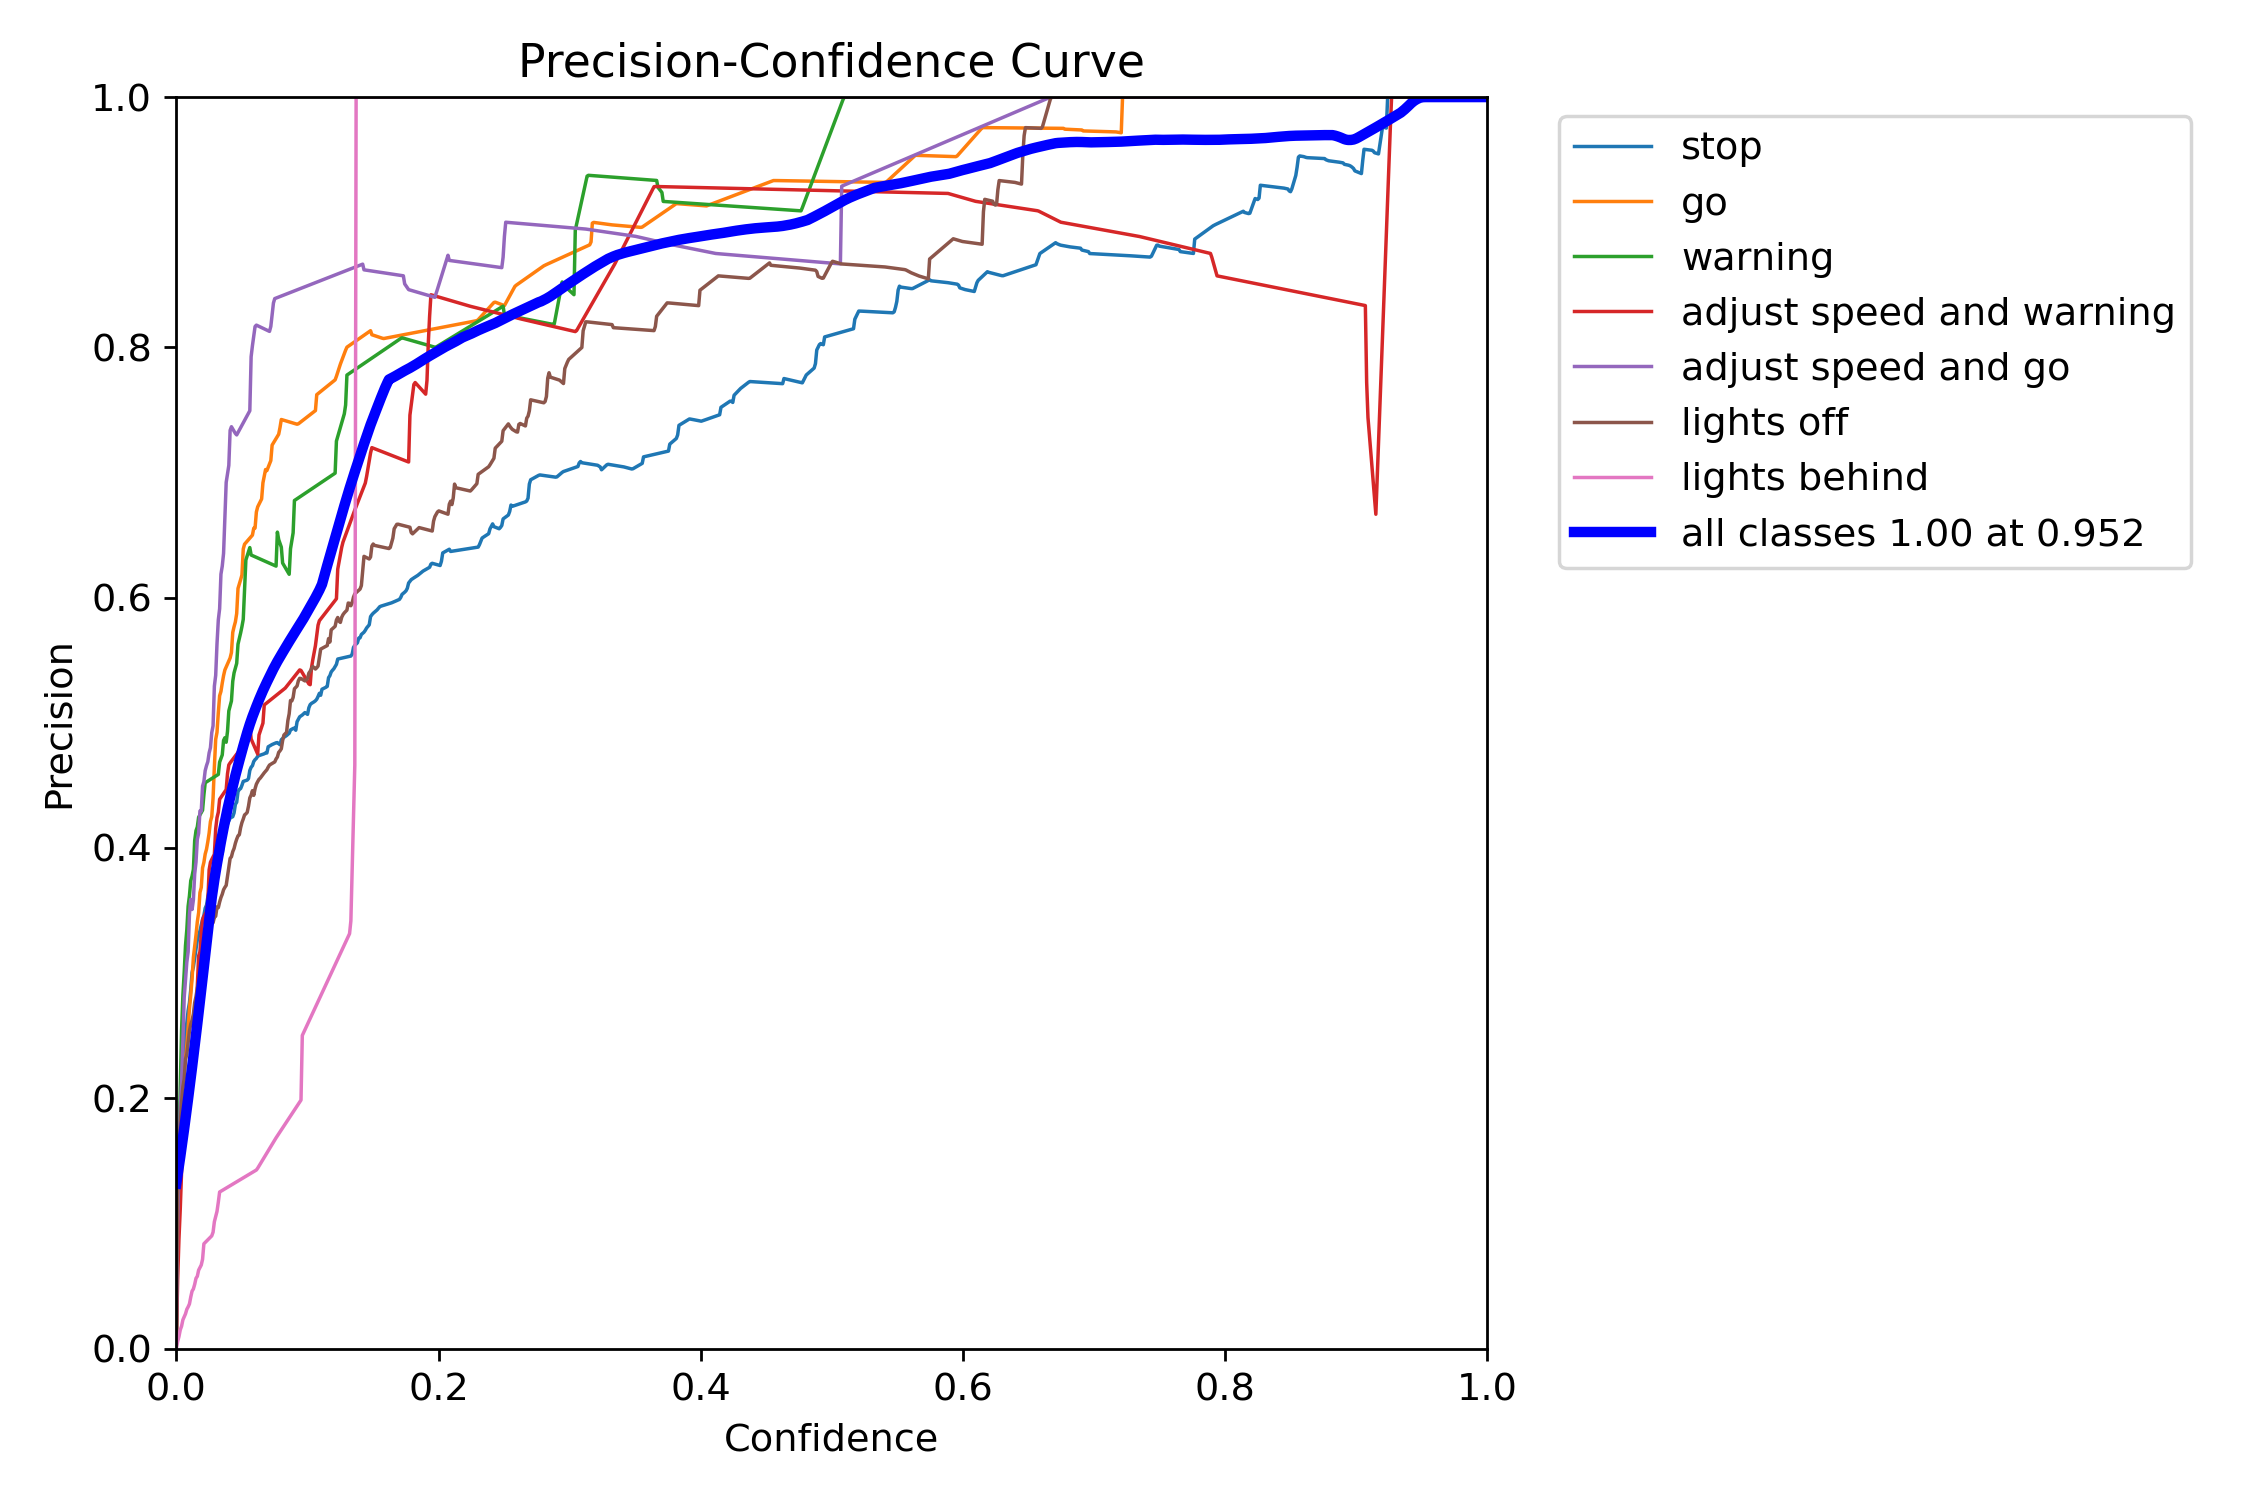 Precision-Confidence Curve
1.0
0.8
0.6
0.4
0.2
0.0
Precision
0.0 0.2 0.4 0.6 0.8 1.0
Confidence
stop
go
warning
adjust speed and warning
adjust speed and go
lights off
lights behind
all classes 1.00 at 0.952